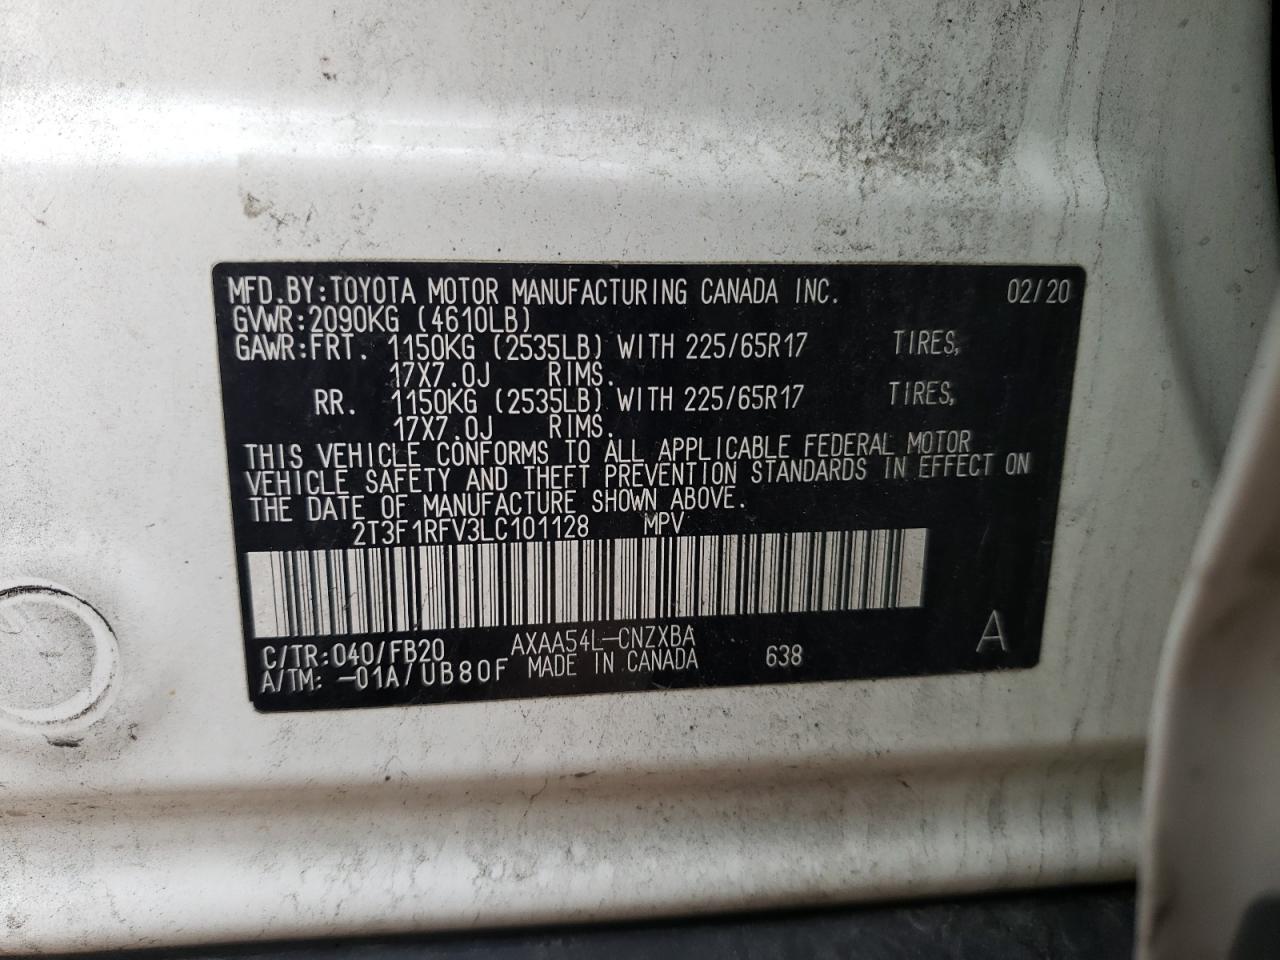 MFD.BY:TOYOTA MOTOR MANUFACTURING CANADA INC. 02/20
GVWR:2090KG (4610LB)
GAWR:FRT. 1150KG (2535LB) WITH 225/65R17 TIRES,
17X7.0J RIMS.
RR. 1150KG (2535LB) WITH 225/65R17 TIRES,
17X7.0J RIMS.
THIS VEHICLE CONFORMS TO ALL APPLICABLE FEDERAL MOTOR
VEHICLE SAFETY AND THEFT PREVENTION STANDARDS IN EFFECT ON
THE DATE OF MANUFACTURE SHOWN ABOVE.
2T3F1RFV3LC101128 MPV
C/TR:040/FB20 AXAA54L-CNZXBA A
A/TM: -01A/UB80F MADE IN CANADA 638